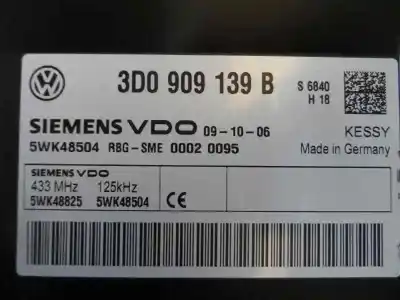 3D0 909 139 B
S 6840
H 18
SIEMENS VDO 09-10-06
KESSY
5WK48504 RBG-SME 0002 0095
Made in Germany
SIEMENS VDO
433 MHz 125kHz
5WK48825 5WK48504
CE